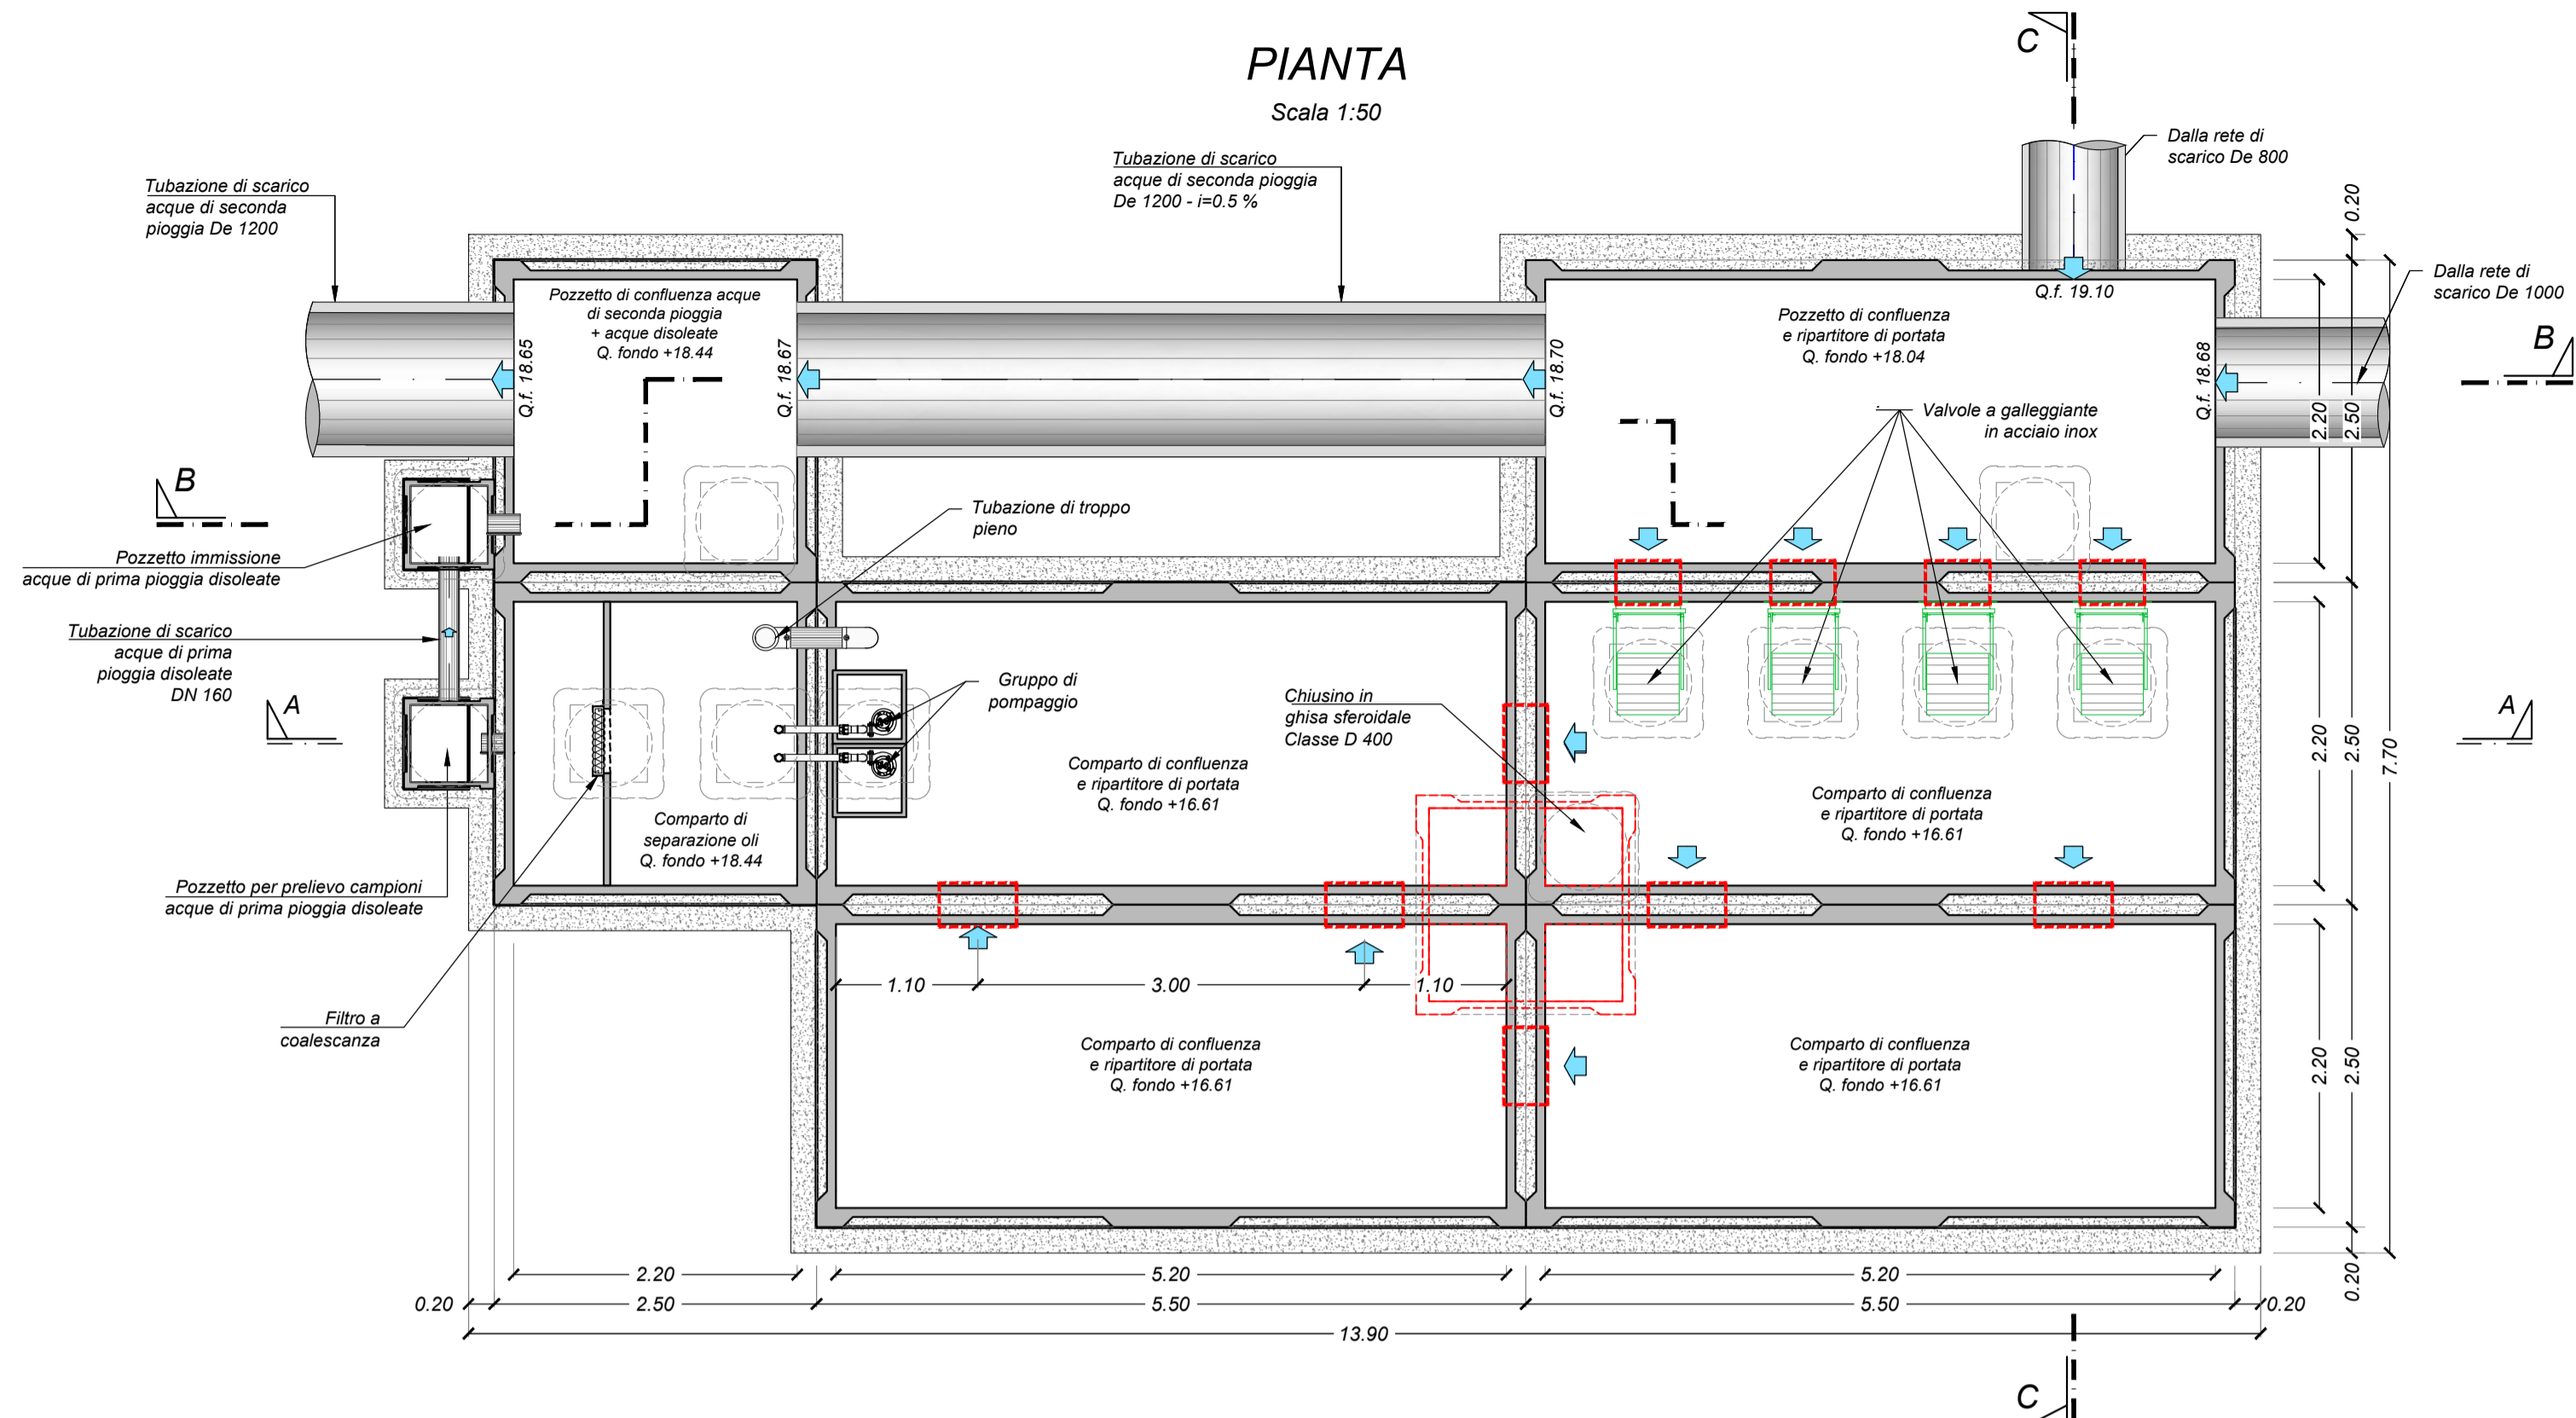 PIANTA
Scala 1:50
C
Dalla rete di
scarico De 800
Tubazione di scarico
acque di seconda pioggia
De 1200 - i=0.5 %
Tubazione di scarico
acque di seconda
pioggia De 1200
Dalla rete di
scarico De 1000
Pozzetto di confluenza acque
di seconda pioggia
+ acque disoleate
Q. fondo +18.44
Q.f. 18.65
Q.f. 18.67
Q.f. 18.70
Q.f. 19.10
Pozzetto di confluenza
e ripartitore di portata
Q. fondo +18.04
Q.f. 18.68
B
Valvole a galleggiante
in acciaio inox
B
Tubazione di troppo
pieno
Pozzetto immissione
acque di prima pioggia disoleate
Tubazione di scarico
acque di prima
pioggia disoleate
DN 160
A
Gruppo di
pompaggio
Chiusino in
ghisa sferoidale
Classe D 400
A
Comparto di confluenza
e ripartitore di portata
Q. fondo +16.61
Comparto di confluenza
e ripartitore di portata
Q. fondo +16.61
Comparto di
separazione oli
Q. fondo +18.44
Pozzetto per prelievo campioni
acque di prima pioggia disoleate
1.10
3.00
1.10
Filtro a
coalescanza
Comparto di confluenza
e ripartitore di portata
Q. fondo +16.61
Comparto di confluenza
e ripartitore di portata
Q. fondo +16.61
0.20
2.20
2.50
2.20
2.50
7.70
2.20
2.50
0.20
2.20
5.20
5.20
0.20
2.50
5.50
5.50
0.20
13.90
C